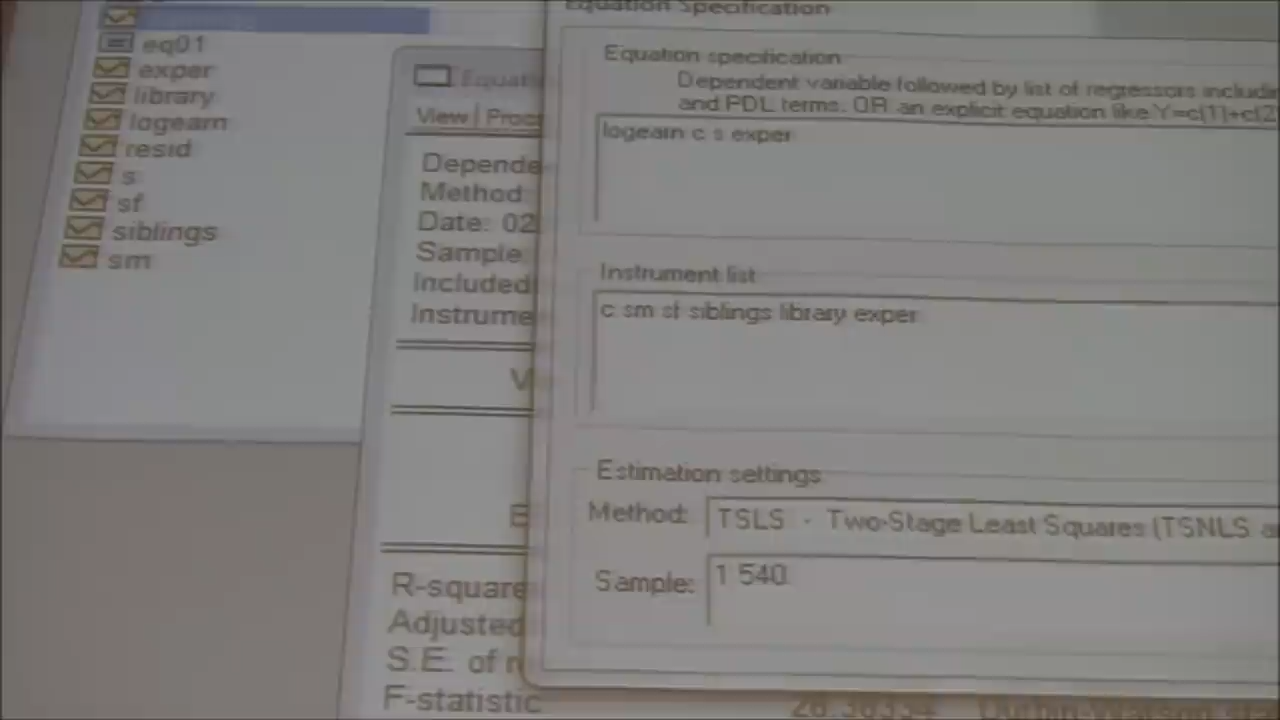 eq01
exper
library
logearn
resid
s
sf
siblings
sm
View Proc
Depende
Method:
Date: 02
Sample
Included
Instrume
R-square
Adjusted
S.E. of r
F-statistic
Equation Specification
Equation specification
Dependent variable followed by list of regressors includi
and PDL terms, OR an explicit equation like Y=c(1)+c(2
logearn c s exper
Instrument list
c sm sf siblings library exper
Estimation settings
Method: TSLS - Two-Stage Least Squares (TSNLS a
Sample: 1 540